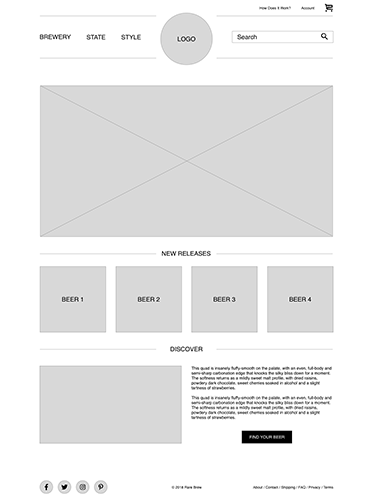 How Does It Work? Account
BREWERY STATE STYLE LOGO Search
NEW RELEASES
BEER 1 BEER 2 BEER 3 BEER 4
DISCOVER
This quad is insanely fluffy-smooth on the palate, with an even, full-body and
semi-sharp carbonation edge that knocks the silky bliss down for a moment.
The softness returns as a mildly sweet malt profile, with dried raisins,
powdery dark chocolate, sweet cherries soaked in alcohol and a slight
tartness of strawberries.
This quad is insanely fluffy-smooth on the palate, with an even, full-body and
semi-sharp carbonation edge that knocks the silky bliss down for a moment.
The softness returns as a mildly sweet malt profile, with dried raisins,
powdery dark chocolate, sweet cherries soaked in alcohol and a slight
tartness of strawberries.
FIND YOUR BEER
© 2018 Rare Brew About / Contact / Shipping / FAQ / Privacy / Terms